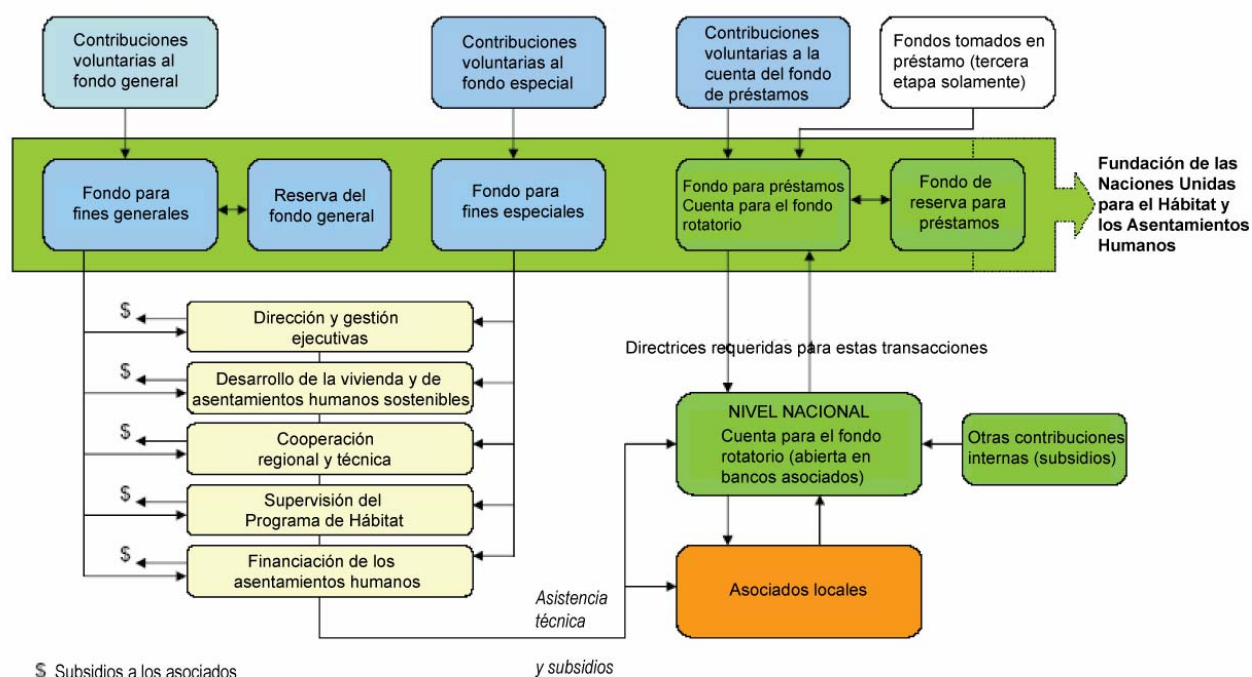 Contribuciones
voluntarias al
fondo general
Contribuciones
voluntarias al
fondo especial
Contribuciones
voluntarias a la
cuenta del fondo
de préstamos
Fondos tomados en
préstamo (tercera
etapa solamente)
Fondo para
fines generales
Reserva del
fondo general
Fondo para
fines especiales
Fondo para préstamos
Cuenta para el fondo
rotatorio
Fondo de
reserva para
préstamos
Fundación de las
Naciones Unidas
para el Hábitat y
los Asentamientos
Humanos
$
Dirección y gestión
ejecutivas
$
Desarrollo de la vivienda y de
asentamientos humanos sostenibles
$
Cooperación
regional y técnica
$
Supervisión del
Programa de Hábitat
$
Financiación de los
asentamientos humanos
Directrices requeridas para estas transacciones
NIVEL NACIONAL
Cuenta para el fondo
rotatorio (abierta en
bancos asociados)
Otras contribuciones
internas (subsidios)
Asociados locales
Asistencia
técnica
y subsidios
$ Subsidios a los asociados